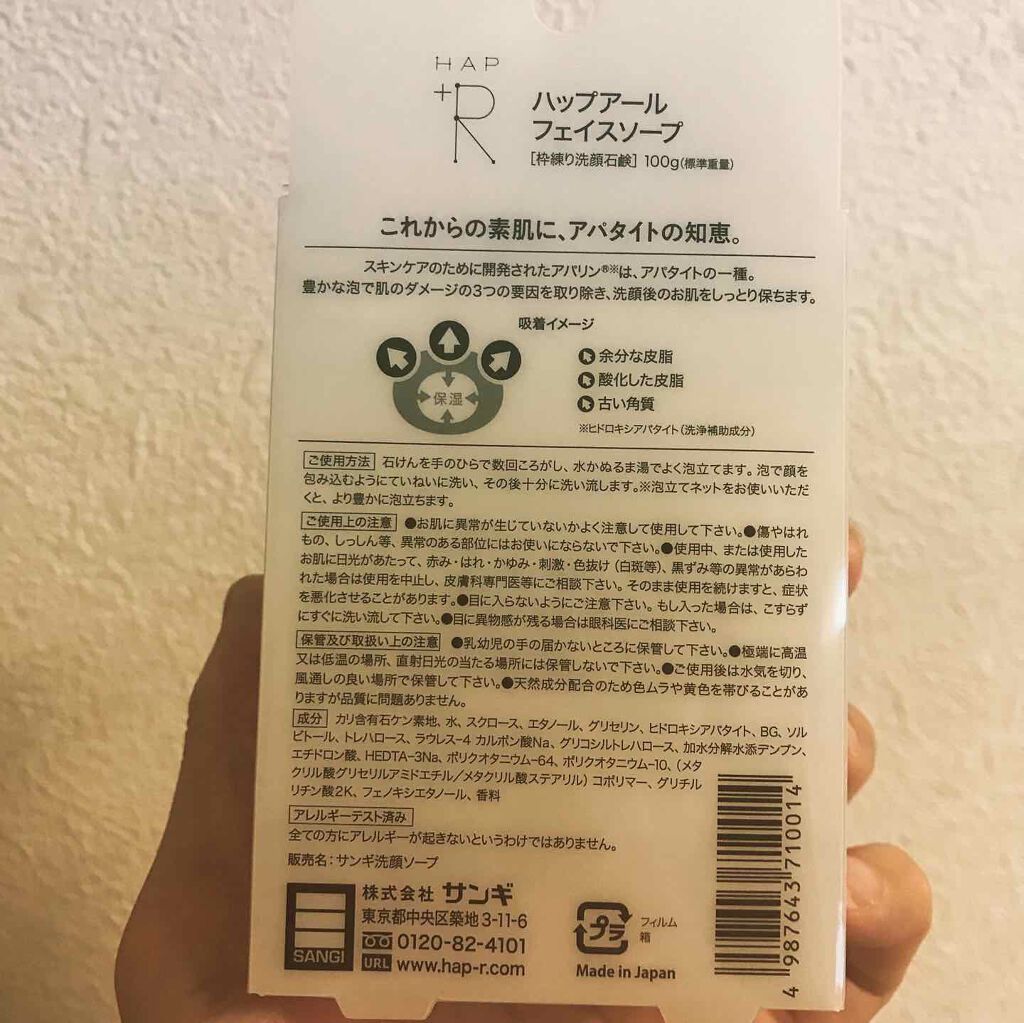 HAP
+R
ハップアール
フェイスソープ
[枠練り洗顔石鹸] 100g(標準重量)
これからの素肌に、アパタイトの知恵。
スキンケアのために開発されたアパリン®※は、アパタイトの一種。
豊かな泡で肌のダメージの3つの要因を取り除き、洗顔後のお肌をしっとり保ちます。
吸着イメージ
保湿
余分な皮脂
酸化した皮脂
古い角質
※ヒドロキシアパタイト(洗浄補助成分)
ご使用方法 石けんを手のひらで数回ころがし、水かぬるま湯でよく泡立てます。泡で顔を
包み込むようにていねいに洗い、その後十分に洗い流します。※泡立てネットをお使いいただ
くと、より豊かに泡立ちます。
ご使用上の注意 ●お肌に異常が生じていないかよく注意して使用して下さい。●傷やはれ
もの、しっしん等、異常のある部位にはお使いにならないで下さい。●使用中、または使用した
お肌に日光があたって、赤み・はれ・かゆみ・刺激・色抜け(白斑等)、黒ずみ等の異常があらわ
れた場合は使用を中止し、皮膚科専門医等にご相談下さい。そのまま使用を続けますと、症状
を悪化させることがあります。●目に入らないようにご注意下さい。もし入った場合は、こすらず
にすぐに洗い流して下さい。●目に異物感が残る場合は眼科医にご相談下さい。
保管及び取扱い上の注意 ●乳幼児の手の届かないところに保管して下さい。●極端に高温
又は低温の場所、直射日光の当たる場所には保管しないで下さい。●ご使用後は水気を切り、
風通しの良い場所で保管して下さい。●天然成分配合のため色ムラや黄色を帯びることがあ
りますが品質に問題ありません。
成分 カリ含有石ケン素地、水、スクロース、エタノール、グリセリン、ヒドロキシアパタイト、BG、ソル
ビトール、トレハロース、ラウレス-4 カルボン酸Na、グリコシルトレハロース、加水分解水添デンプン、
エチドロン酸、HEDTA-3Na、ポリクオタニウム-64、ポリクオタニウム-10、(メタ
クリル酸グリセリルアミドエチル/メタクリル酸ステアリル)コポリマー、グリチル
リチン酸2K、フェノキシエタノール、香料
アレルギーテスト済み
全ての方にアレルギーが起きないというわけではありません。
販売名:サンギ洗顔ソープ
SANGI
株式会社 サンギ
東京都中央区築地3-11-6
0120-82-4101
URL www.hap-r.com
プラ
フィルム
箱
Made in Japan
4 987643 710014